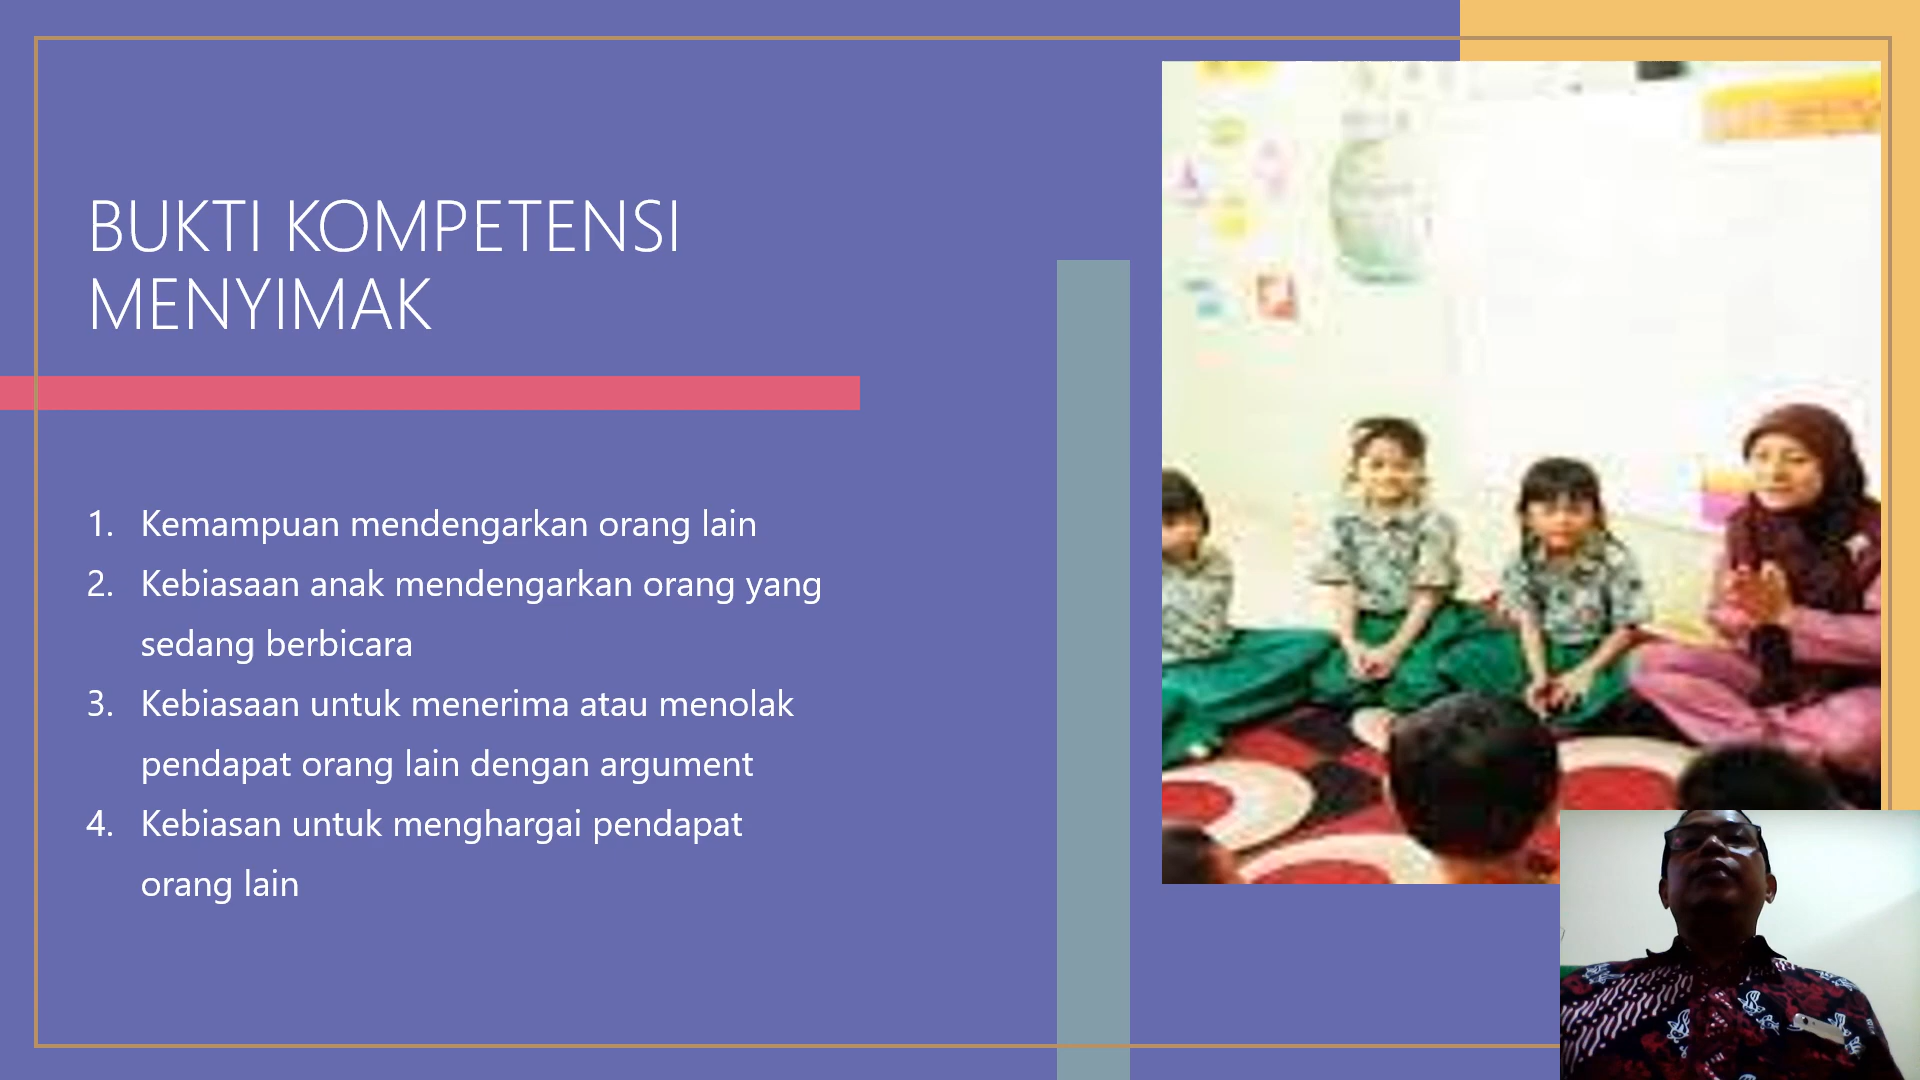 BUKTI KOMPETENSI
MENYIMAK
1. Kemampuan mendengarkan orang lain
2. Kebiasaan anak mendengarkan orang yang
sedang berbicara
3. Kebiasaan untuk menerima atau menolak
pendapat orang lain dengan argument
4. Kebiasan untuk menghargai pendapat
orang lain